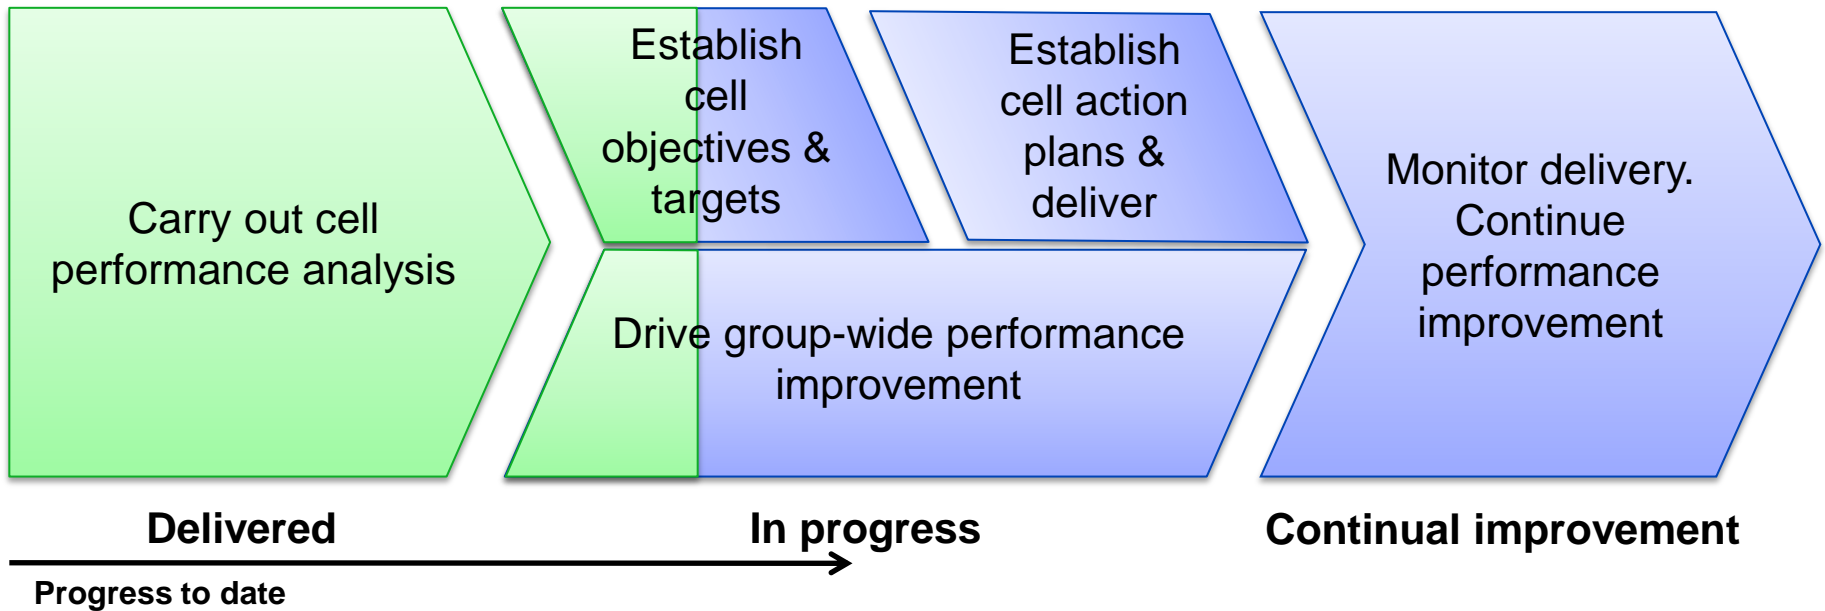 Carry out cell
performance analysis
Establish
cell
objectives &
targets
Establish
cell action
plans &
deliver
Drive group-wide performance
improvement
Monitor delivery.
Continue
performance
improvement
Delivered
In progress
Continual improvement
Progress to date